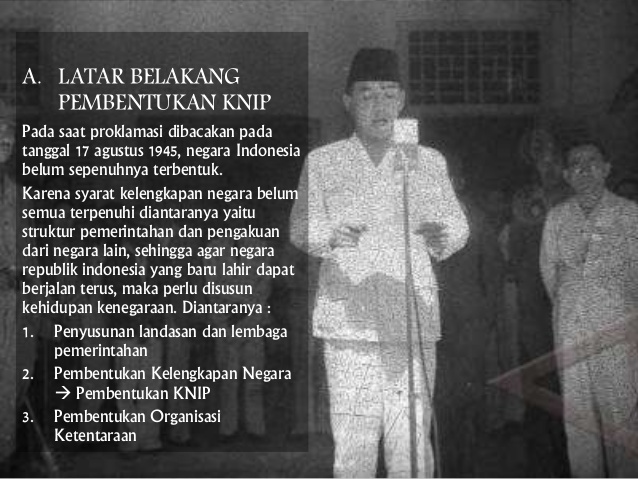 A. LATAR BELAKANG
PEMBENTUKAN KNIP
Pada saat proklamasi dibacakan pada
tanggal 17 agustus 1945, negara Indonesia
belum sepenuhnya terbentuk.
Karena syarat kelengkapan negara belum
semua terpenuhi diantaranya yaitu
struktur pemerintahan dan pengakuan
dari negara lain, sehingga agar negara
republik indonesia yang baru lahir dapat
berjalan terus, maka perlu disusun
kehidupan kenegaraan. Diantaranya :
1. Penyusunan landasan dan lembaga
pemerintahan
2. Pembentukan Kelengkapan Negara
→ Pembentukan KNIP
3. Pembentukan Organisasi
Ketentaraan